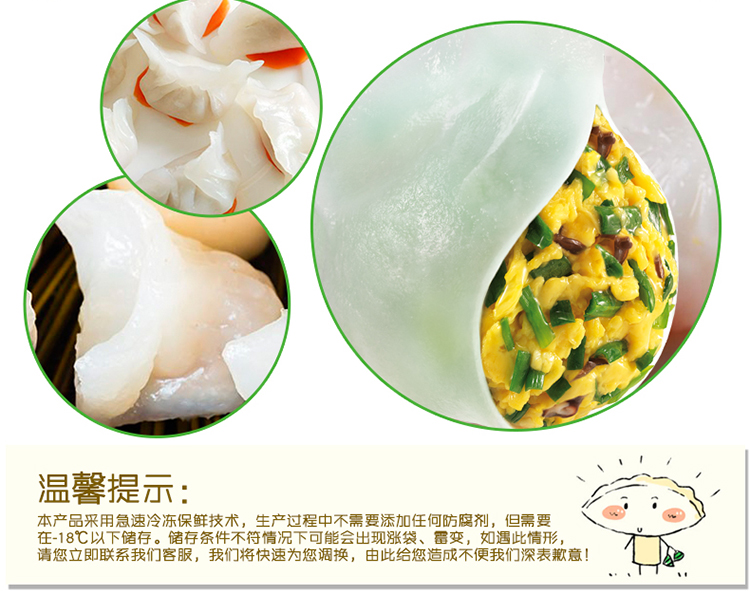 温馨提示：
本产品采用急速冷冻保鲜技术，生产过程中不需要添加任何防腐剂，但需要
在-18℃以下储存。储存条件不符情况下可能会出现涨袋、霉变，如遇此情形，
请您立即联系我们客服，我们将快速为您调换，由此给您造成不便我们深表歉意！